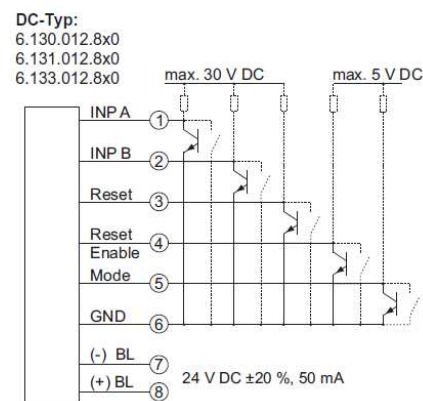 DC-Typ:
6.130.012.8x0
6.131.012.8x0
6.133.012.8x0
max. 30 V DC
max. 5 V DC
INP A
1
INP B
2
Reset
3
Reset
Enable
4
Mode
5
GND
6
(-) BL
7
(+) BL
8
24 V DC ±20 %, 50 mA